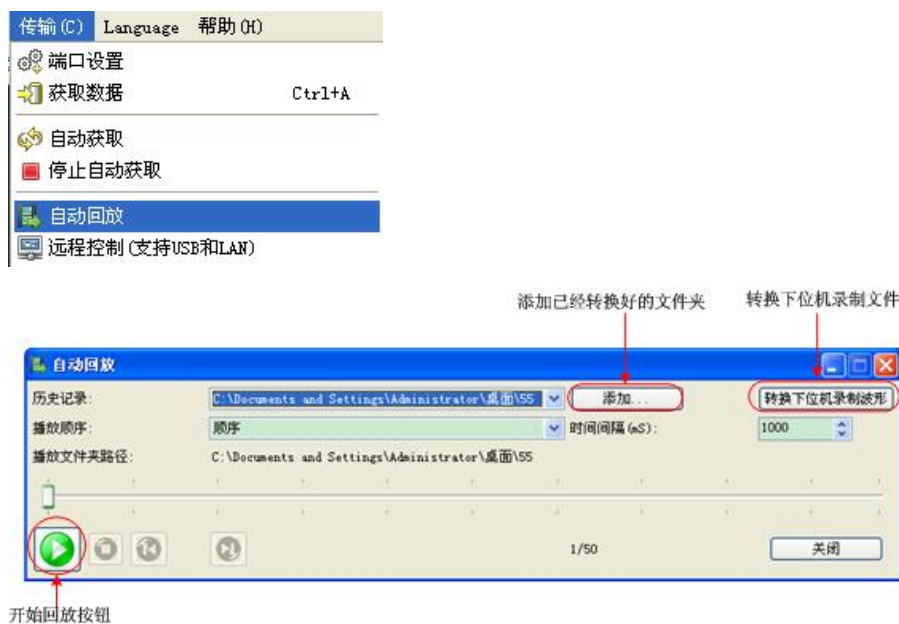 传输(C) Language 帮助(H)
端口设置
获取数据 Ctrl+A
自动获取
停止自动获取
自动回放
远程控制(支持USB和LAN)
添加已经转换好的文件夹 转换下位机录制文件
自动回放
历史记录: C:\Documents and Settings\Administrator\桌面\55 添加... 转换下位机录制波形
播放顺序: 顺序 时间间隔(mS): 1000
播放文件夹路径: C:\Documents and Settings\Administrator\桌面\55
1/50 关闭
开始回放按钮